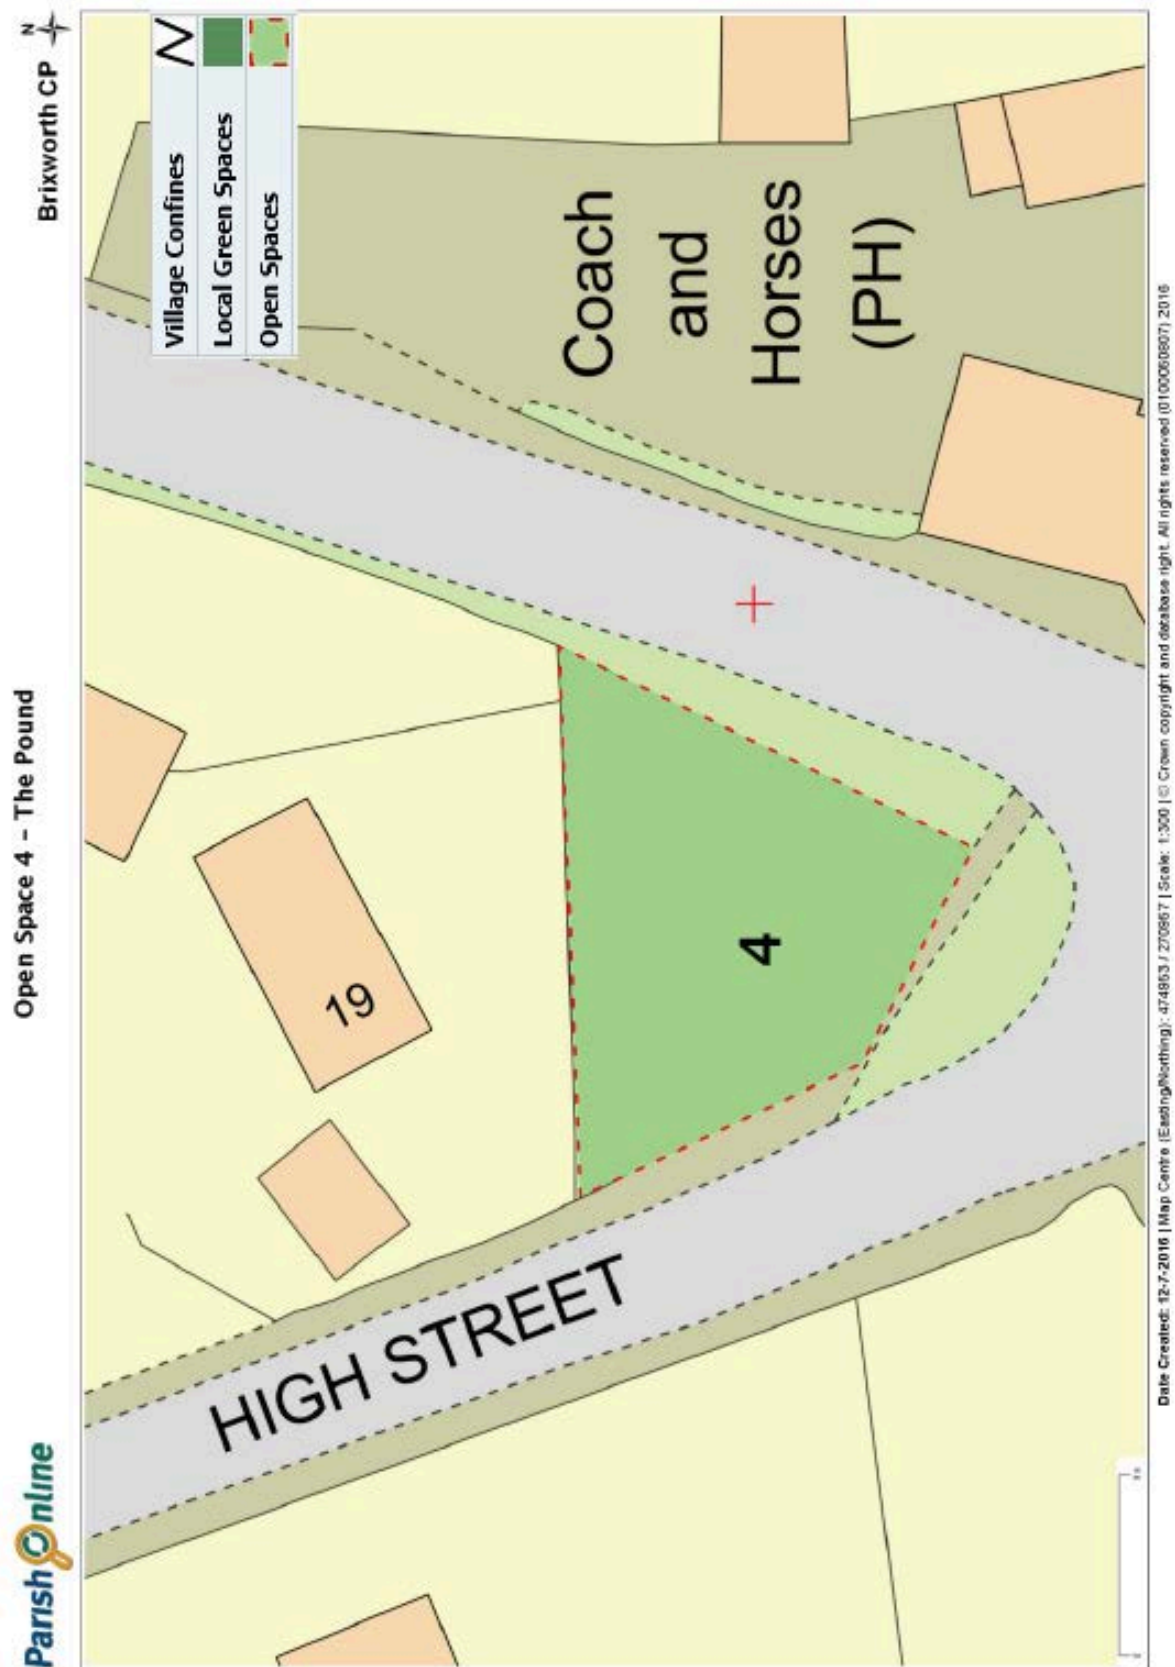 Parish Online
Open Space 4 – The Pound
Brixworth CP
N
Village Confines
Local Green Spaces
Open Spaces
Coach
and
Horses
(PH)
19
4
HIGH STREET
Date Created: 12-7-2016 | Map Centre (Easting/Northing): 474953 / 270957 | Scale: 1:300 | © Crown copyright and database right. All rights reserved (0100060807) 2016